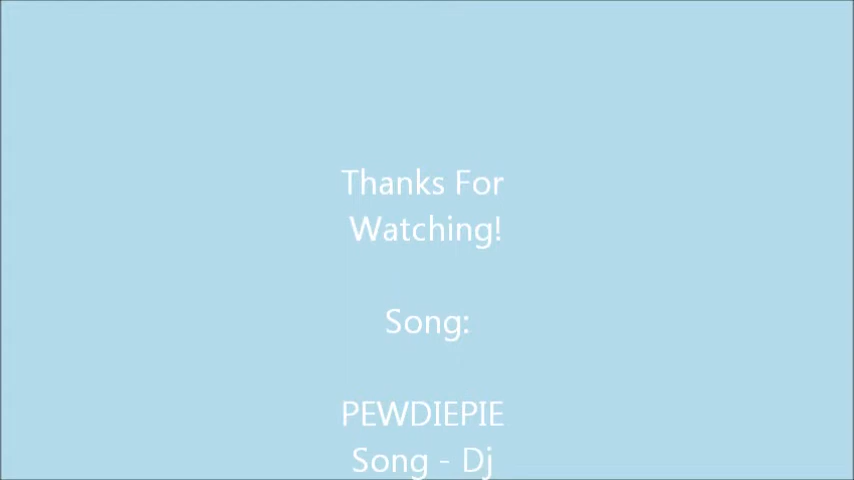 Thanks For
Watching!
Song:
PEWDIEPIE
Song - Dj